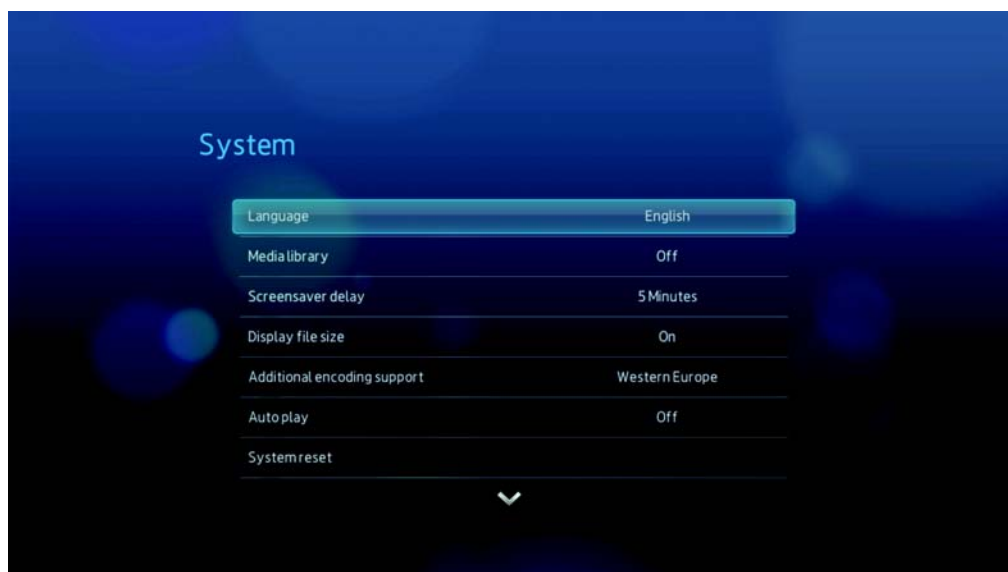 System
Language English
Media library Off
Screensaver delay 5 Minutes
Display file size On
Additional encoding support Western Europe
Auto play Off
System reset